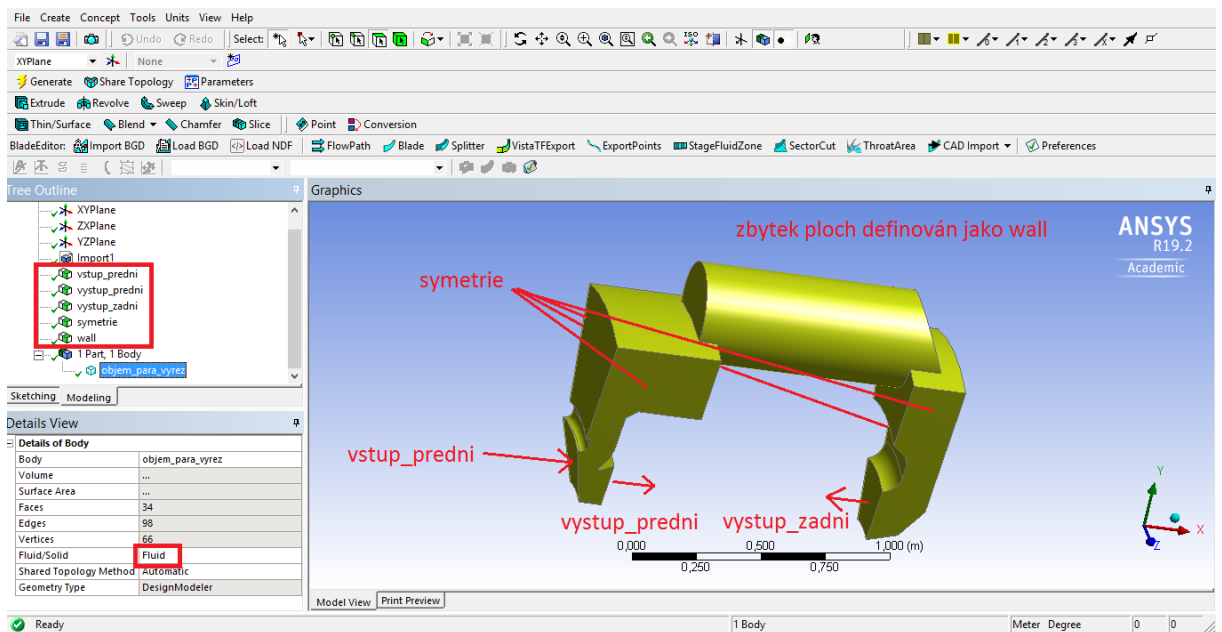 File Create Concept Tools Units View Help
Undo Redo Select: ISO
XYPlane None
Generate Share Topology Parameters
Extrude Revolve Sweep Skin/Loft
Thin/Surface Blend Chamfer Slice Point Conversion
BladeEditor: Import BGD Load BGD Load NDF FlowPath Blade Splitter VistaTFExport ExportPoints StageFluidZone SectorCut ThroatArea CAD Import Preferences
Tree Outline
XYPlane
ZXPlane
YZPlane
Import1
vstup_predni
vystup_predni
vystup_zadni
symetrie
wall
1 Part, 1 Body
objem_para_vyrez
Sketching Modeling
Details View
Details of Body
Body objem_para_vyrez
Volume ...
Surface Area ...
Faces 34
Edges 98
Vertices 66
Fluid/Solid Fluid
Shared Topology Method Automatic
Geometry Type DesignModeler
Graphics
zbytek ploch definován jako wall
ANSYS
R19.2
Academic
symetrie
vstup_predni
vystup_predni vystup_zadni
0,000 0,500 1,000 (m)
0,250 0,750
Y
X
Z
Model View Print Preview
Ready 1 Body Meter Degree 0 0